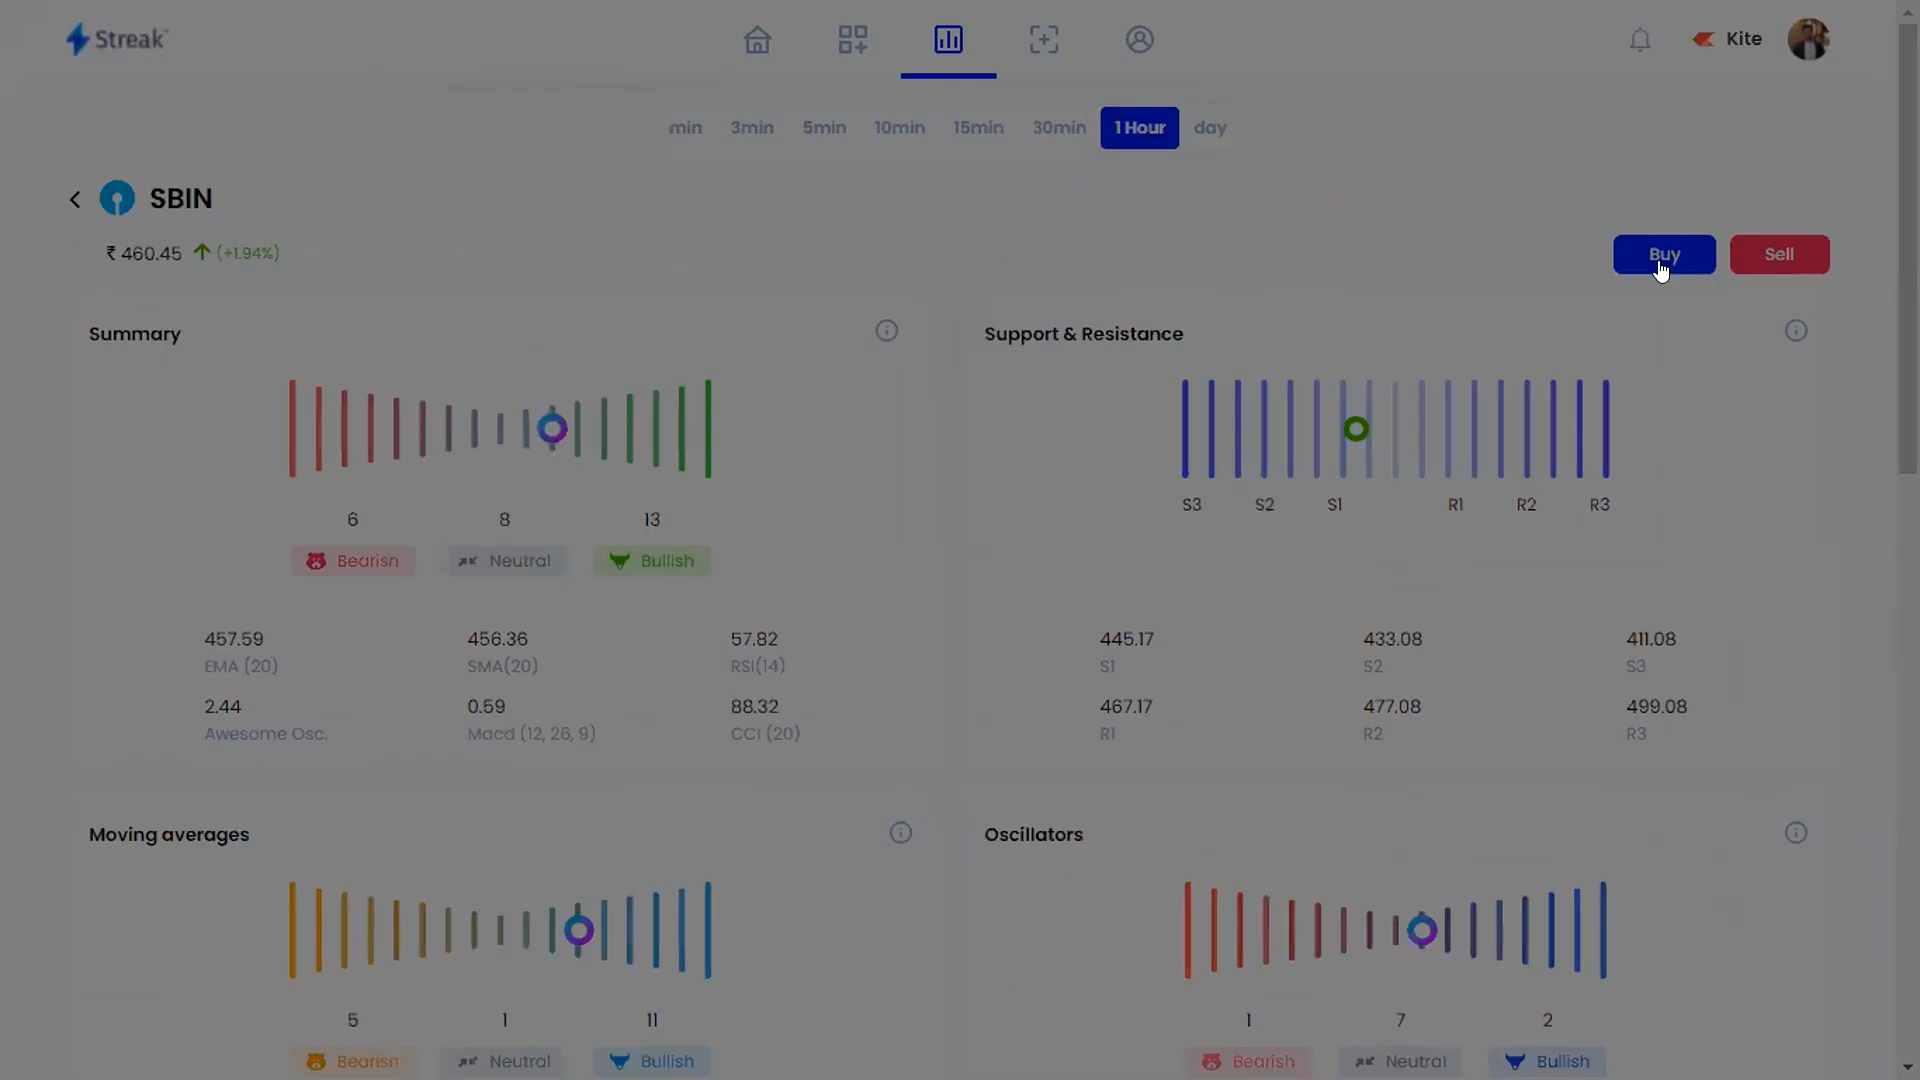 Streak
Kite
min 3min 5min 10min 15min 30min 1 Hour day
SBIN
₹ 460.45 (+1.94%)
Buy Sell
Summary
6 8 13
Bearish Neutral Bullish
457.59 456.36 57.82
EMA (20) SMA(20) RSI(14)
2.44 0.59 88.32
Awesome Osc. Macd (12, 26, 9) CCI (20)
Support & Resistance
S3 S2 S1 R1 R2 R3
445.17 433.08 411.08
S1 S2 S3
467.17 477.08 499.08
R1 R2 R3
Moving averages
5 1 11
Bearish Neutral Bullish
Oscillators
1 7 2
Bearish Neutral Bullish